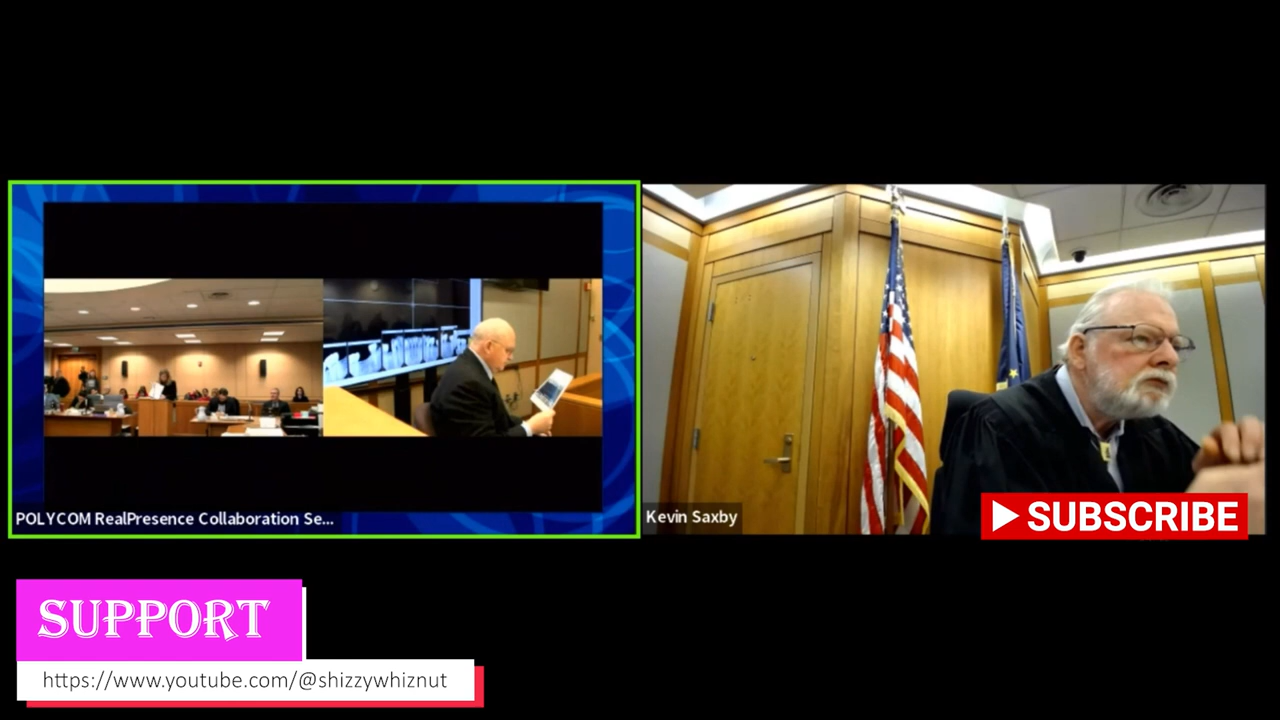 POLYCOM RealPresence Collaboration Se...
Kevin Saxby
SUBSCRIBE
SUPPORT
https://www.youtube.com/@shizzywhiznut